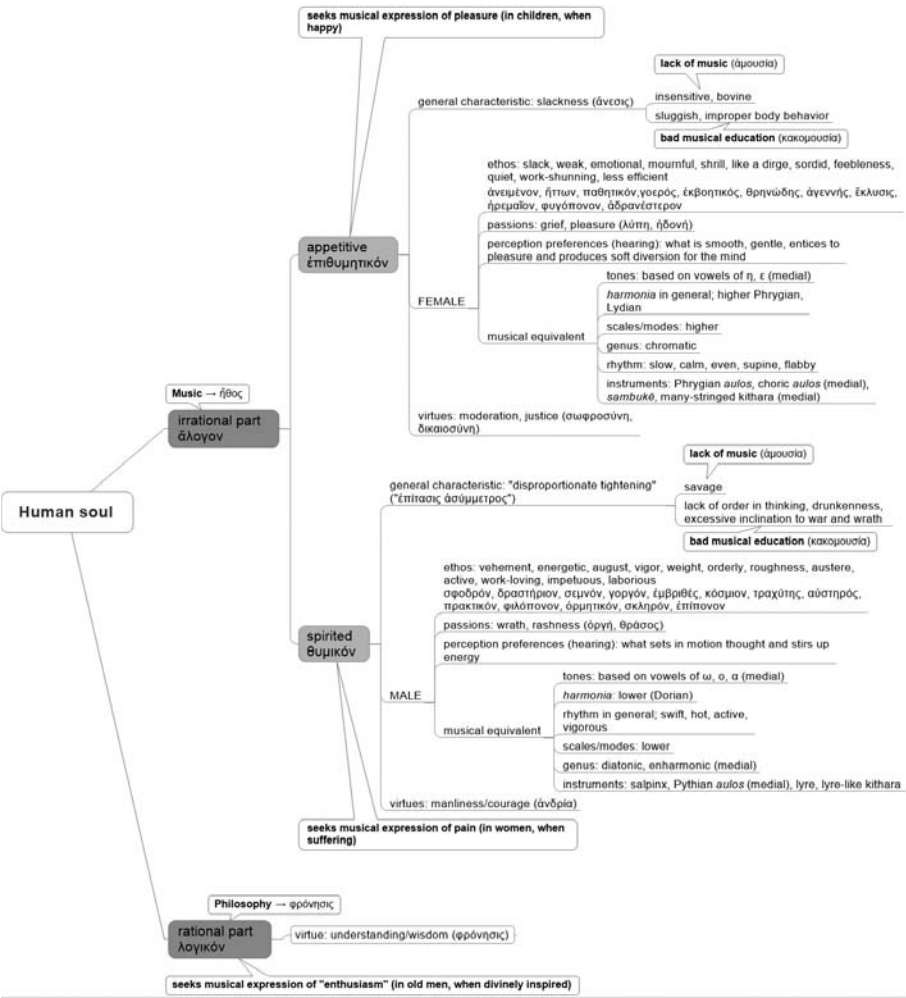 seeks musical expression of pleasure (in children, when
happy)
lack of music (ἀμουσία)
general characteristic: slackness (ἄνεσις)
insensitive, bovine
sluggish, improper body behavior
bad musical education (κακομουσία)
ethos: slack, weak, emotional, mournful, shrill, like a dirge, sordid, feebleness,
quiet, work-shunning, less efficient
ἀνειμένον, ἥττων, παθητικόν,γοερός, ἐκβοητικός, θρηνώδης, ἀγεννής, ἔκλυσις,
ἠρεμαῖον, φυγόπονον, ἀδρανέστερον
passions: grief, pleasure (λύπη, ἡδονή)
appetitive
ἐπιθυμητικόν
perception preferences (hearing): what is smooth, gentle, entices to
pleasure and produces soft diversion for the mind
FEMALE
tones: based on vowels of η, ε (medial)
harmonia in general; higher Phrygian,
Lydian
musical equivalent
scales/modes: higher
genus: chromatic
rhythm: slow, calm, even, supine, flabby
instruments: Phrygian aulos, choric aulos (medial),
sambukē, many-stringed kithara (medial)
Music → ἦθος
irrational part
ἄλογον
virtues: moderation, justice (σωφροσύνη,
δικαιοσύνη)
lack of music (ἀμουσία)
general characteristic: "disproportionate tightening"
("ἐπίτασις ἀσύμμετρος")
savage
lack of order in thinking, drunkenness,
excessive inclination to war and wrath
bad musical education (κακομουσία)
Human soul
ethos: vehement, energetic, august, vigor, weight, orderly, roughness, austere,
active, work-loving, impetuous, laborious
σφοδρόν, δραστήριον, σεμνόν, γοργόν, ἐμβριθές, κόσμιον, τραχύτης, αὐστηρός,
πρακτικόν, φιλόπονον, ὁρμητικόν, σκληρόν, ἐπίπονον
passions: wrath, rashness (ὀργή, θράσος)
spirited
θυμικόν
perception preferences (hearing): what sets in motion thought and stirs up
energy
MALE
tones: based on vowels of ω, ο, α (medial)
harmonia: lower (Dorian)
rhythm in general; swift, hot, active,
vigorous
musical equivalent
scales/modes: lower
genus: diatonic, enharmonic (medial)
instruments: salpinx, Pythian aulos (medial), lyre, lyre-like kithara
virtues: manliness/courage (ἀνδρία)
seeks musical expression of pain (in women, when
suffering)
Philosophy → φρόνησις
rational part
λογικόν
virtue: understanding/wisdom (φρόνησις)
seeks musical expression of "enthusiasm" (in old men, when divinely inspired)